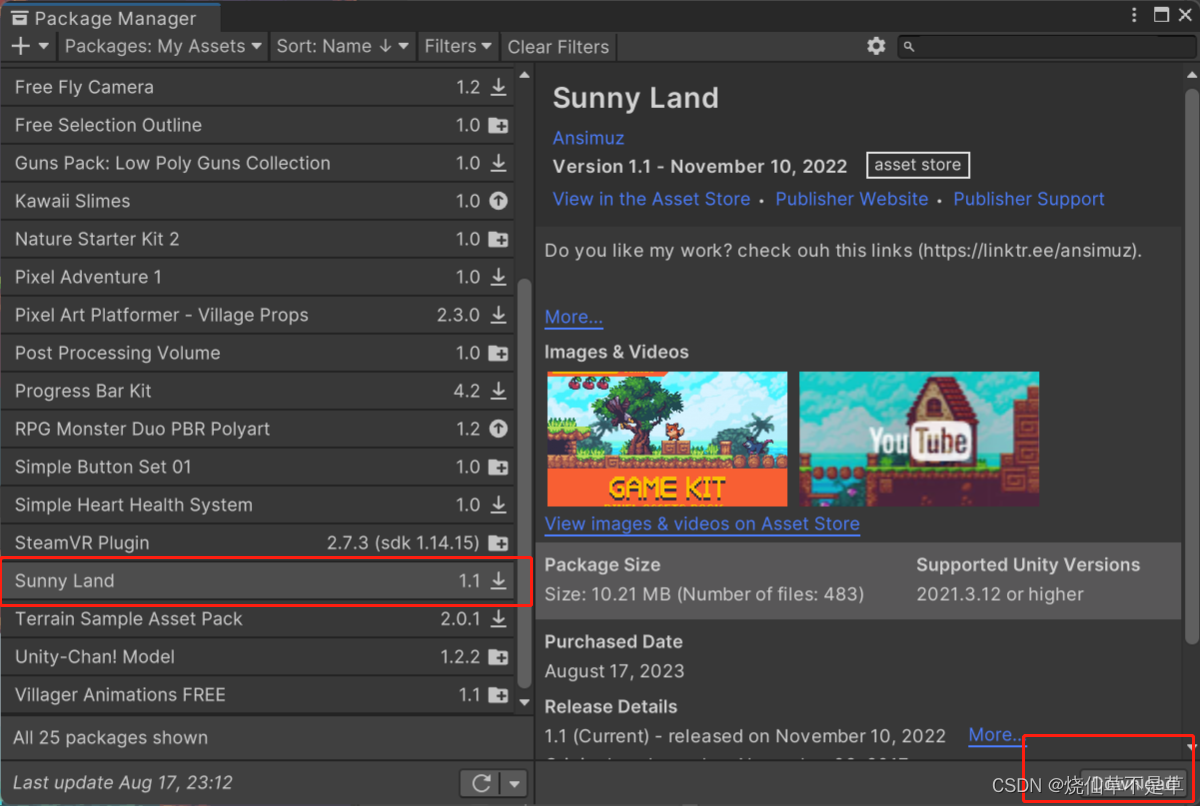 Package Manager
Packages: My Assets
Sort: Name ↓
Filters
Clear Filters
Free Fly Camera 1.2
Free Selection Outline 1.0
Guns Pack: Low Poly Guns Collection 1.0
Kawaii Slimes 1.0
Nature Starter Kit 2 1.0
Pixel Adventure 1 1.0
Pixel Art Platformer - Village Props 2.3.0
Post Processing Volume 1.0
Progress Bar Kit 4.2
RPG Monster Duo PBR Polyart 1.2
Simple Button Set 01 1.0
Simple Heart Health System 1.0
SteamVR Plugin 2.7.3 (sdk 1.14.15)
Sunny Land 1.1
Terrain Sample Asset Pack 2.0.1
Unity-Chan! Model 1.2.2
Villager Animations FREE 1.1
All 25 packages shown
Last update Aug 17, 23:12
Sunny Land
Ansimuz
Version 1.1 - November 10, 2022 asset store
View in the Asset Store • Publisher Website • Publisher Support
Do you like my work? check ouh this links (https://linktr.ee/ansimuz).
More...
Images & Videos
GAME KIT
YouTube
View images & videos on Asset Store
Package Size
Size: 10.21 MB (Number of files: 483)
Supported Unity Versions
2021.3.12 or higher
Purchased Date
August 17, 2023
Release Details
1.1 (Current) - released on November 10, 2022 More...
CSDN @烧仙草不是草